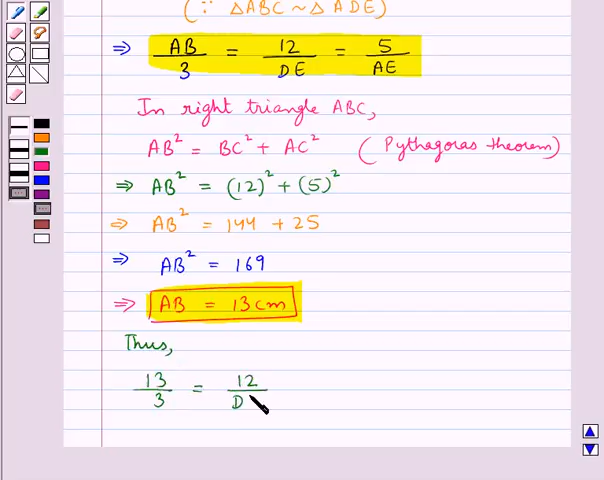 (∵ △ABC ~ △ADE)
⇒ AB/3 = 12/DE = 5/AE
In right triangle ABC,
AB² = BC² + AC² (Pythagoras theorem)
⇒ AB² = (12)² + (5)²
⇒ AB² = 144 + 25
⇒ AB² = 169
⇒ AB = 13 cm
Thus,
13/3 = 12/D